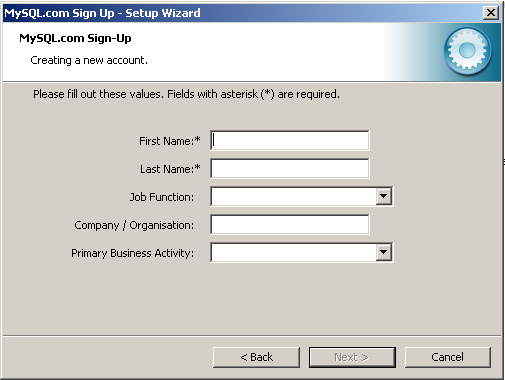 MySQL.com Sign Up - Setup Wizard
MySQL.com Sign-Up
Creating a new account.
Please fill out these values. Fields with asterisk (*) are required.
First Name:*
Last Name:*
Job Function:
Company / Organisation:
Primary Business Activity:
< Back
Next >
Cancel